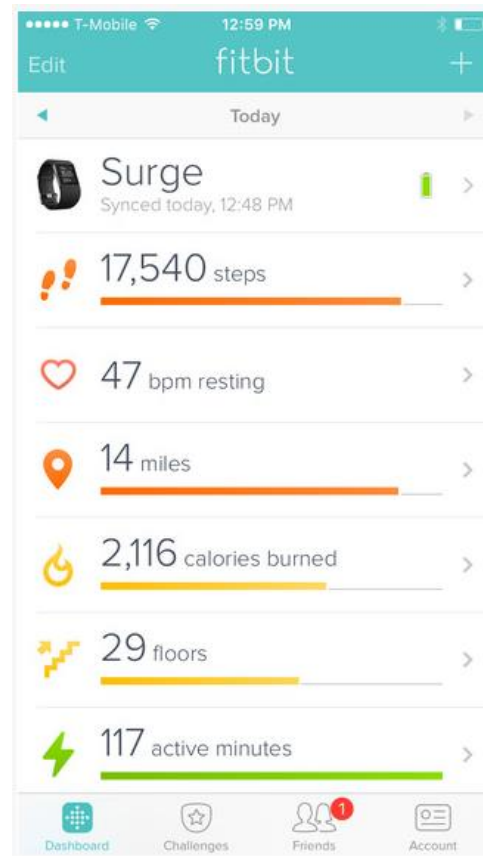 T-Mobile 12:59 PM
Edit fitbit +
Today
Surge
Synced today, 12:48 PM
17,540 steps
47 bpm resting
14 miles
2,116 calories burned
29 floors
117 active minutes
1
Dashboard Challenges Friends Account